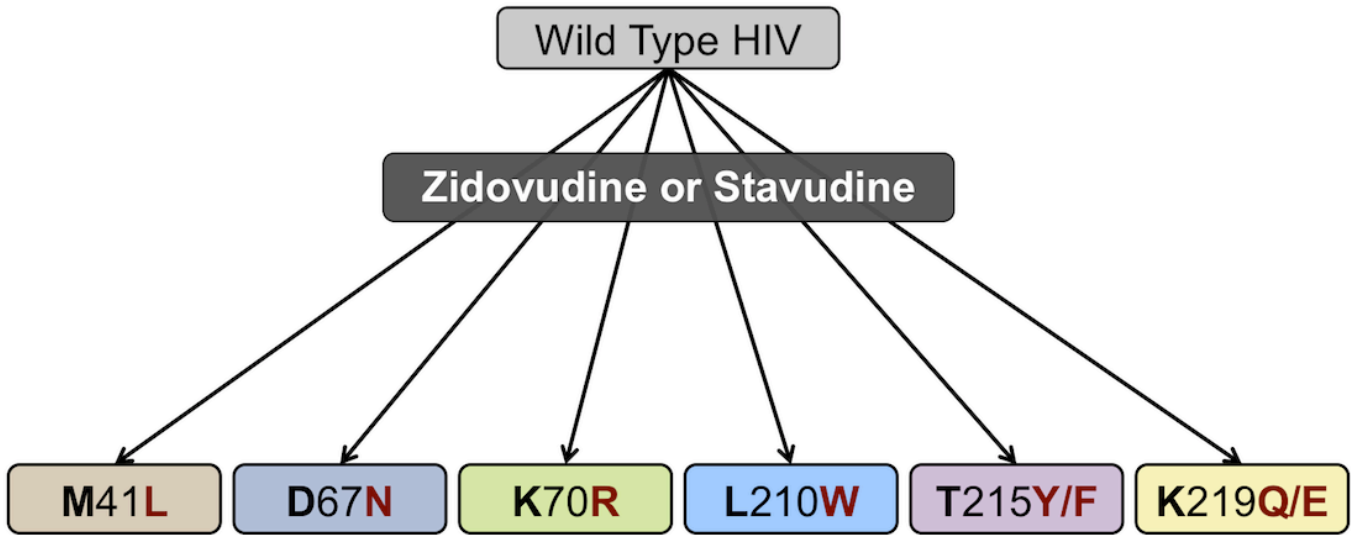 Wild Type HIV
Zidovudine or Stavudine
M41L
D67N
K70R
L210W
T215Y/F
K219Q/E